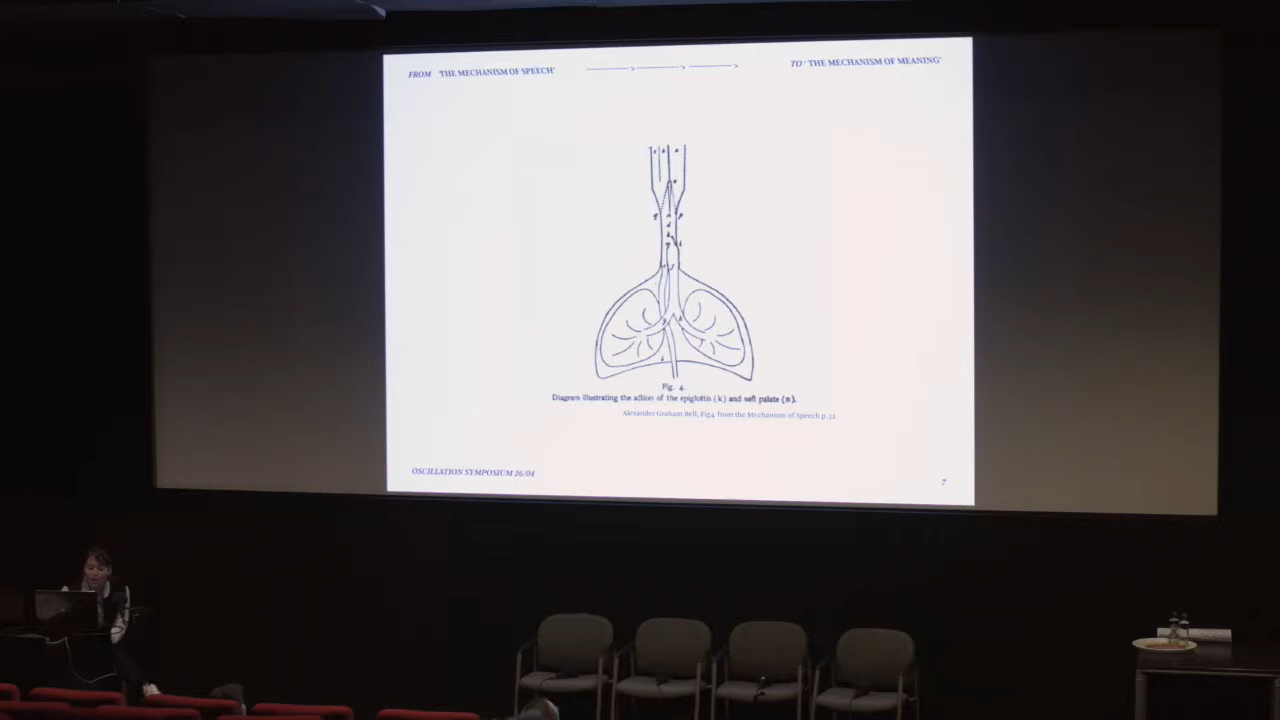 FROM 'THE MECHANISM OF SPEECH' TO 'THE MECHANISM OF MEANING'
Fig. 4.
Diagram illustrating the action of the epiglottis (k) and soft palate (n).
Alexander Graham Bell, Fig4 from the Mechanism of Speech p.32
OSCILLATION SYMPOSIUM 26/04
7